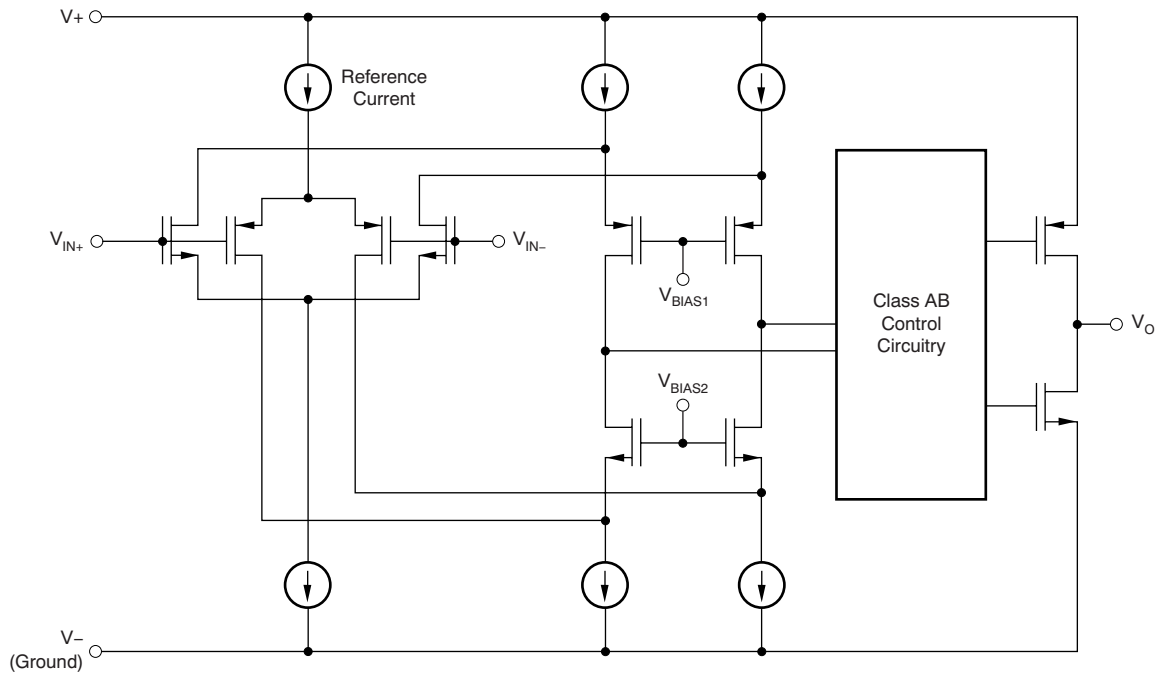 V+
Reference
Current
V_IN+
V_IN−
V_BIAS1
Class AB
Control
Circuitry
V_O
V_BIAS2
V−
(Ground)